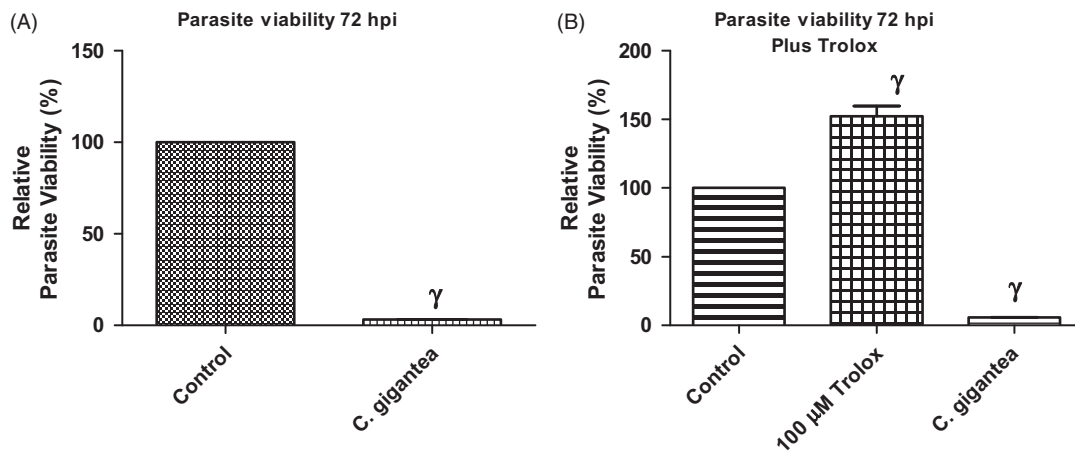 (A)
Parasite viability 72 hpi
Relative
Parasite Viability (%)
150
100
50
0
γ
Control
C. gigantea
(B)
Parasite viability 72 hpi
Plus Trolox
Relative
Parasite Viability (%)
200
150
100
50
0
γ
γ
Control
100 μM Trolox
C. gigantea